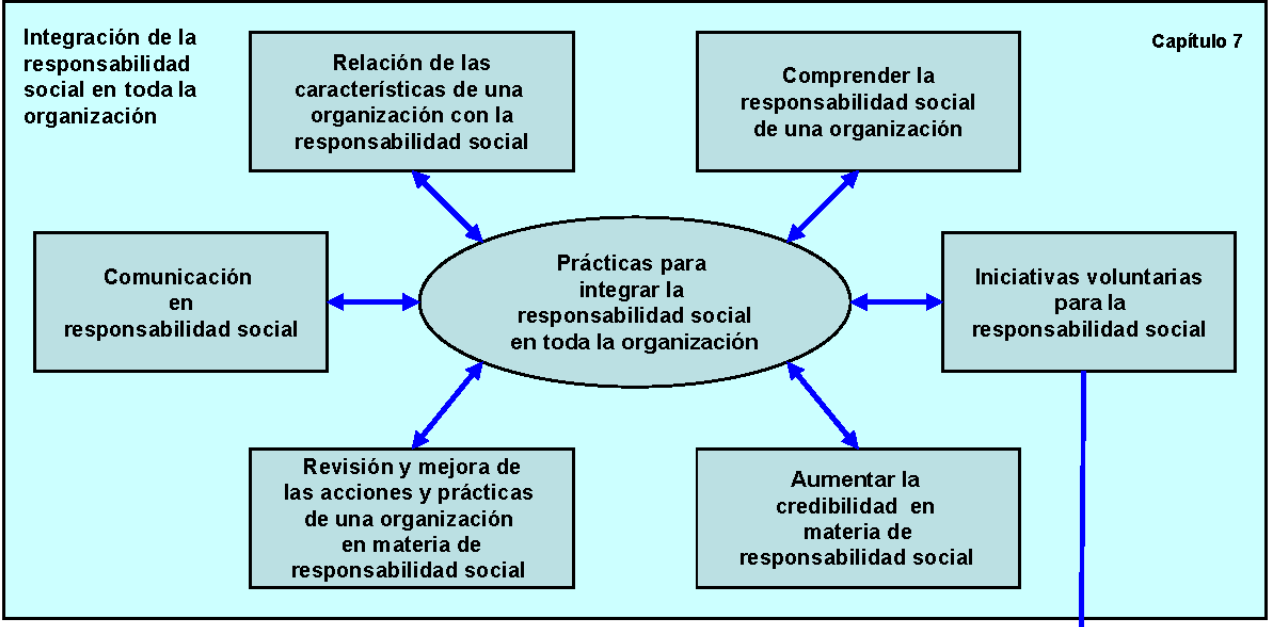 Integración de la
responsabilidad
social en toda la
organización
Capítulo 7
Relación de las
características de una
organización con la
responsabilidad social
Comprender la
responsabilidad social
de una organización
Comunicación
en
responsabilidad social
Prácticas para
integrar la
responsabilidad social
en toda la organización
Iniciativas voluntarias
para la
responsabilidad social
Revisión y mejora de
las acciones y prácticas
de una organización
en materia de
responsabilidad social
Aumentar la
credibilidad en
materia de
responsabilidad social